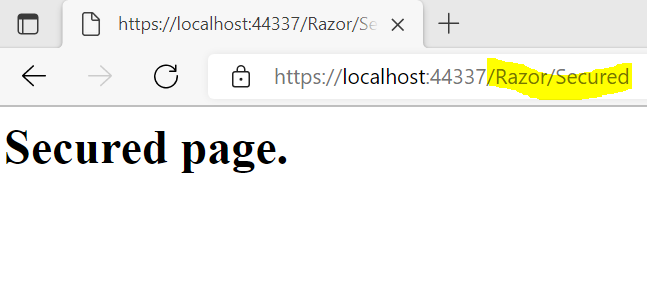 https://localhost:44337/Razor/Se
https://localhost:44337/Razor/Secured
Secured page.